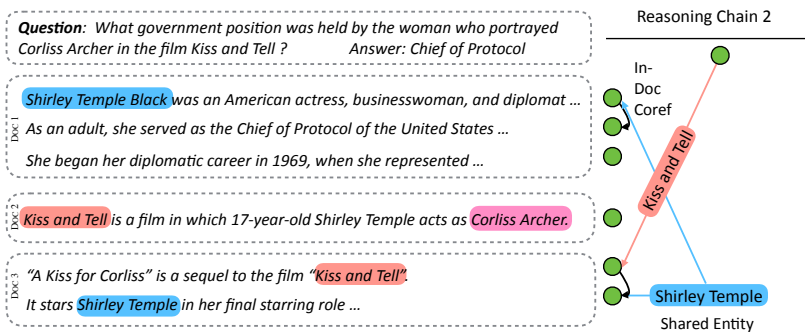 Question: What government position was held by the woman who portrayed
Corliss Archer in the film Kiss and Tell ? Answer: Chief of Protocol
Doc 1
Shirley Temple Black was an American actress, businesswoman, and diplomat ...
As an adult, she served as the Chief of Protocol of the United States ...
She began her diplomatic career in 1969, when she represented ...
Doc 2
Kiss and Tell is a film in which 17-year-old Shirley Temple acts as Corliss Archer.
Doc 3
“A Kiss for Corliss” is a sequel to the film “Kiss and Tell”.
It stars Shirley Temple in her final starring role ...
Reasoning Chain 2
In-
Doc
Coref
Kiss and Tell
Shirley Temple
Shared Entity